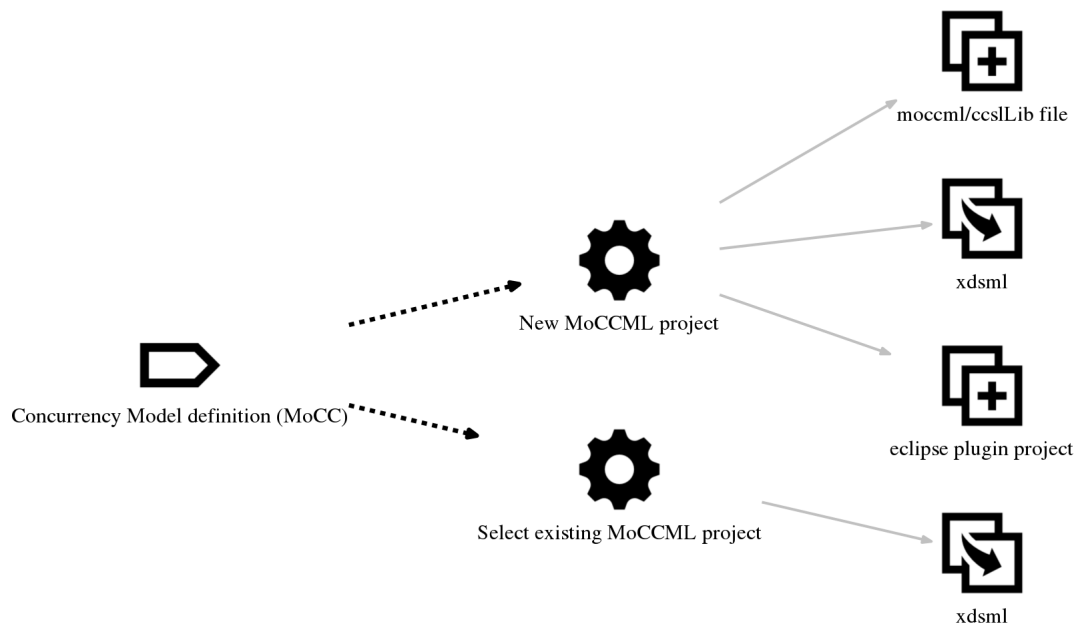 moccml/ccslLib file
xdsml
New MoCCML project
Concurrency Model definition (MoCC)
eclipse plugin project
Select existing MoCCML project
xdsml